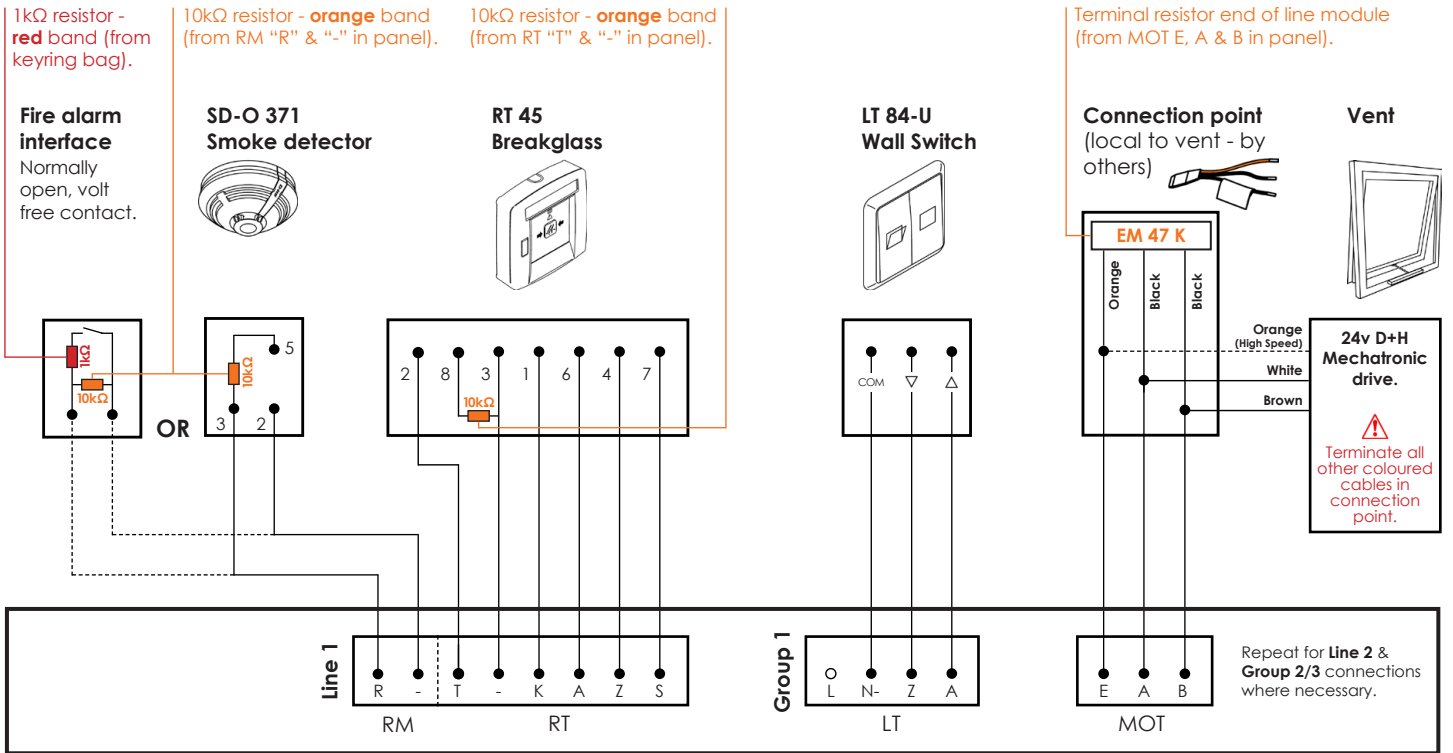 1kΩ resistor -
red band (from
keyring bag).
10kΩ resistor - orange band
(from RM “R” & “-” in panel).
10kΩ resistor - orange band
(from RT “T” & “-” in panel).
Terminal resistor end of line module
(from MOT E, A & B in panel).
Fire alarm
interface
Normally
open, volt
free contact.
SD-O 371
Smoke detector
RT 45
Breakglass
LT 84-U
Wall Switch
Connection point
(local to vent - by
others)
Vent
1kΩ
10kΩ
OR
10kΩ
5
3 2
2 8 3 1 6 4 7
10kΩ
COM
EM 47 K
Orange
Black
Black
Orange
(High Speed)
White
Brown
24v D+H
Mechatronic
drive.
Terminate all
other coloured
cables in
connection
point.
Line 1
R - T - K A Z S
RM RT
Group 1
L N- Z A
LT
E A B
MOT
Repeat for Line 2 &
Group 2/3 connections
where necessary.